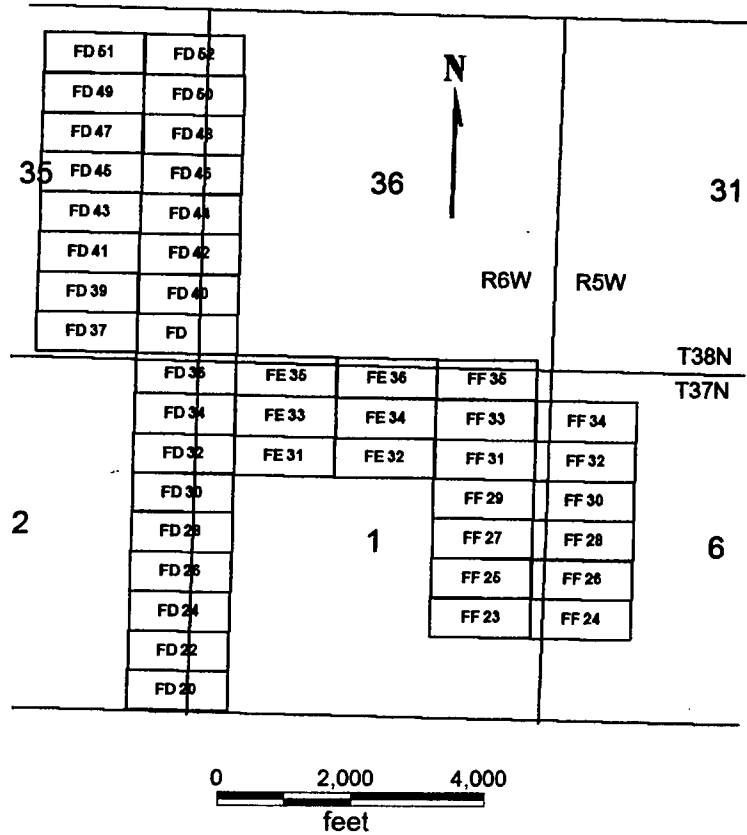 FD 51 FD 52
FD 49 FD 50
N
FD 47 FD 48
35 FD 45 FD 46 36 31
FD 43 FD 44
FD 41 FD 42
FD 39 FD 40 R6W R5W
FD 37 FD
T38N
FD 36 FE 35 FE 36 FF 35
T37N
FD 34 FE 33 FE 34 FF 33 FF 34
FD 32 FE 31 FE 32 FF 31 FF 32
FD 30 FF 29 FF 30
2 FD 28 1 FF 27 FF 28 6
FD 26 FF 25 FF 26
FD 24 FF 23 FF 24
FD 22
FD 20
0 2,000 4,000
feet